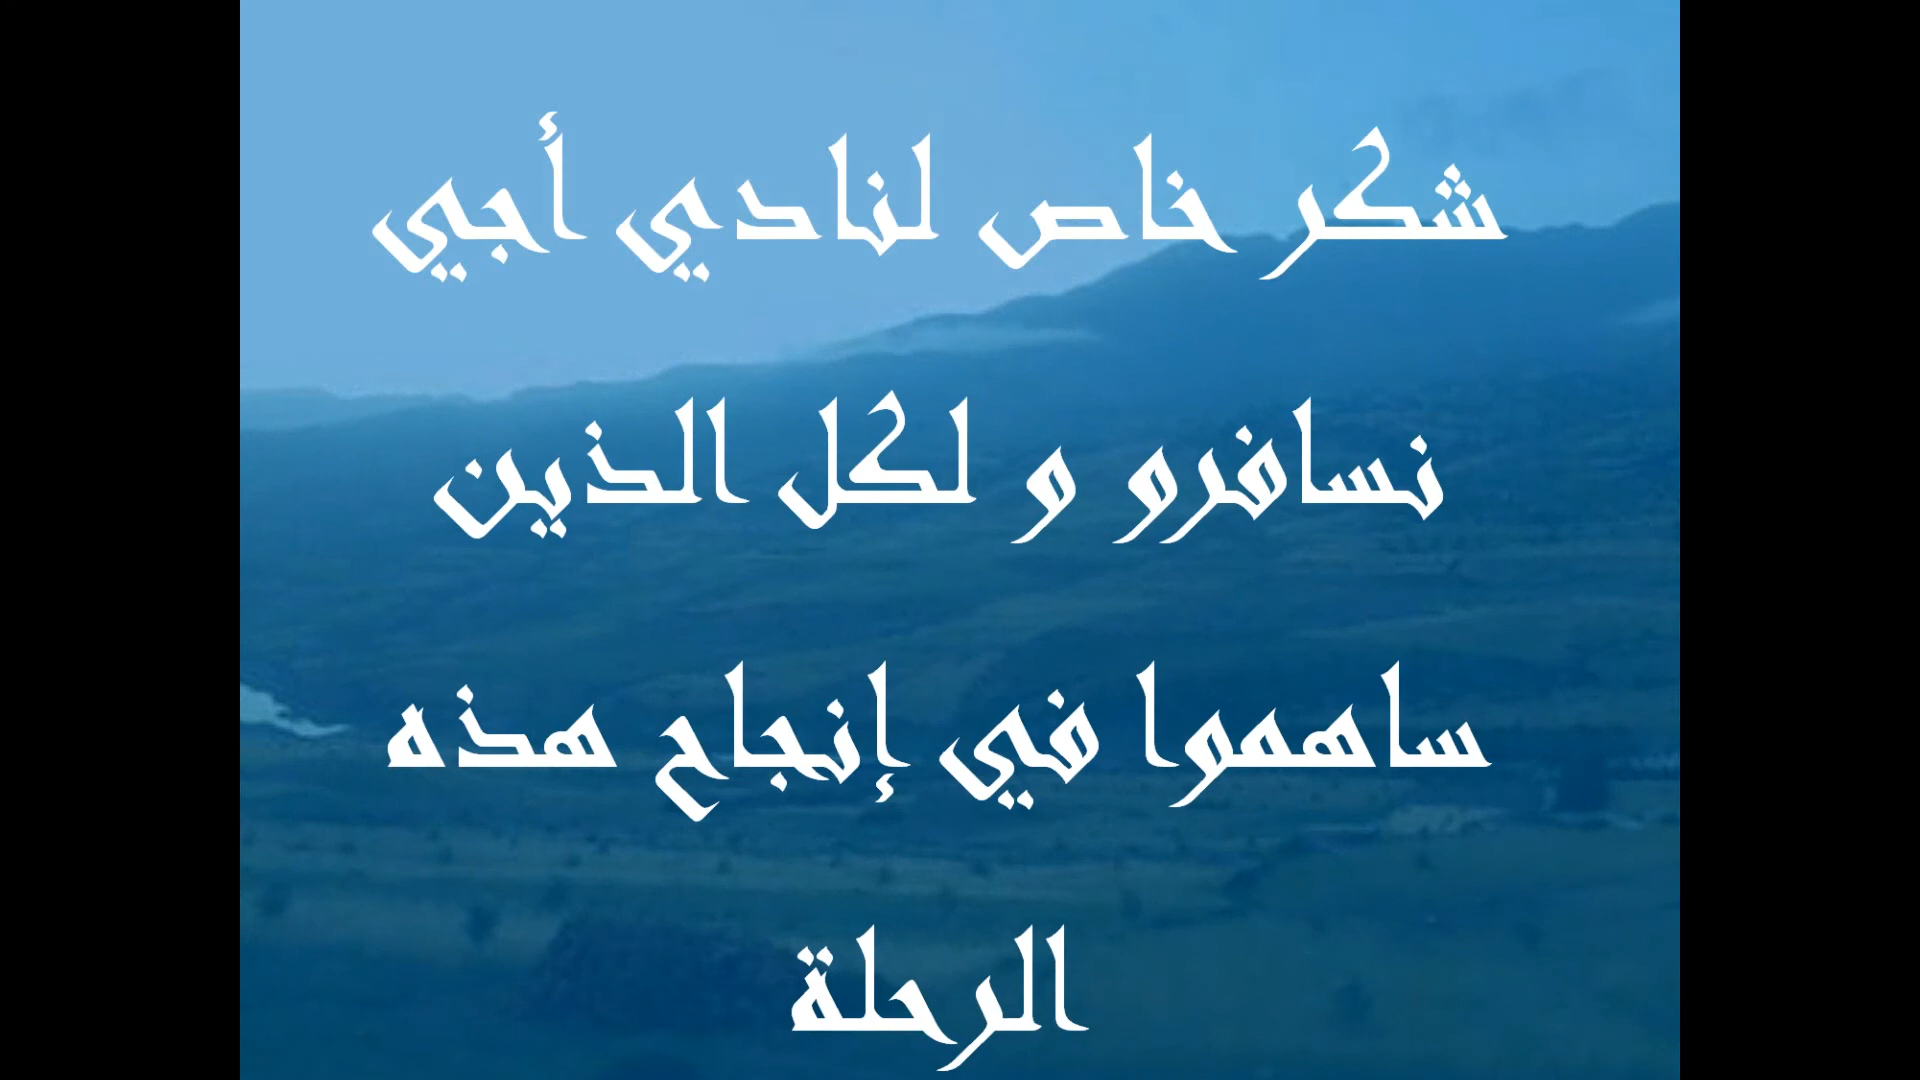 شكر خاص لنادي أجي
نسافرو و لكل الذين
ساهموا في إنجاح هذه
الرحلة